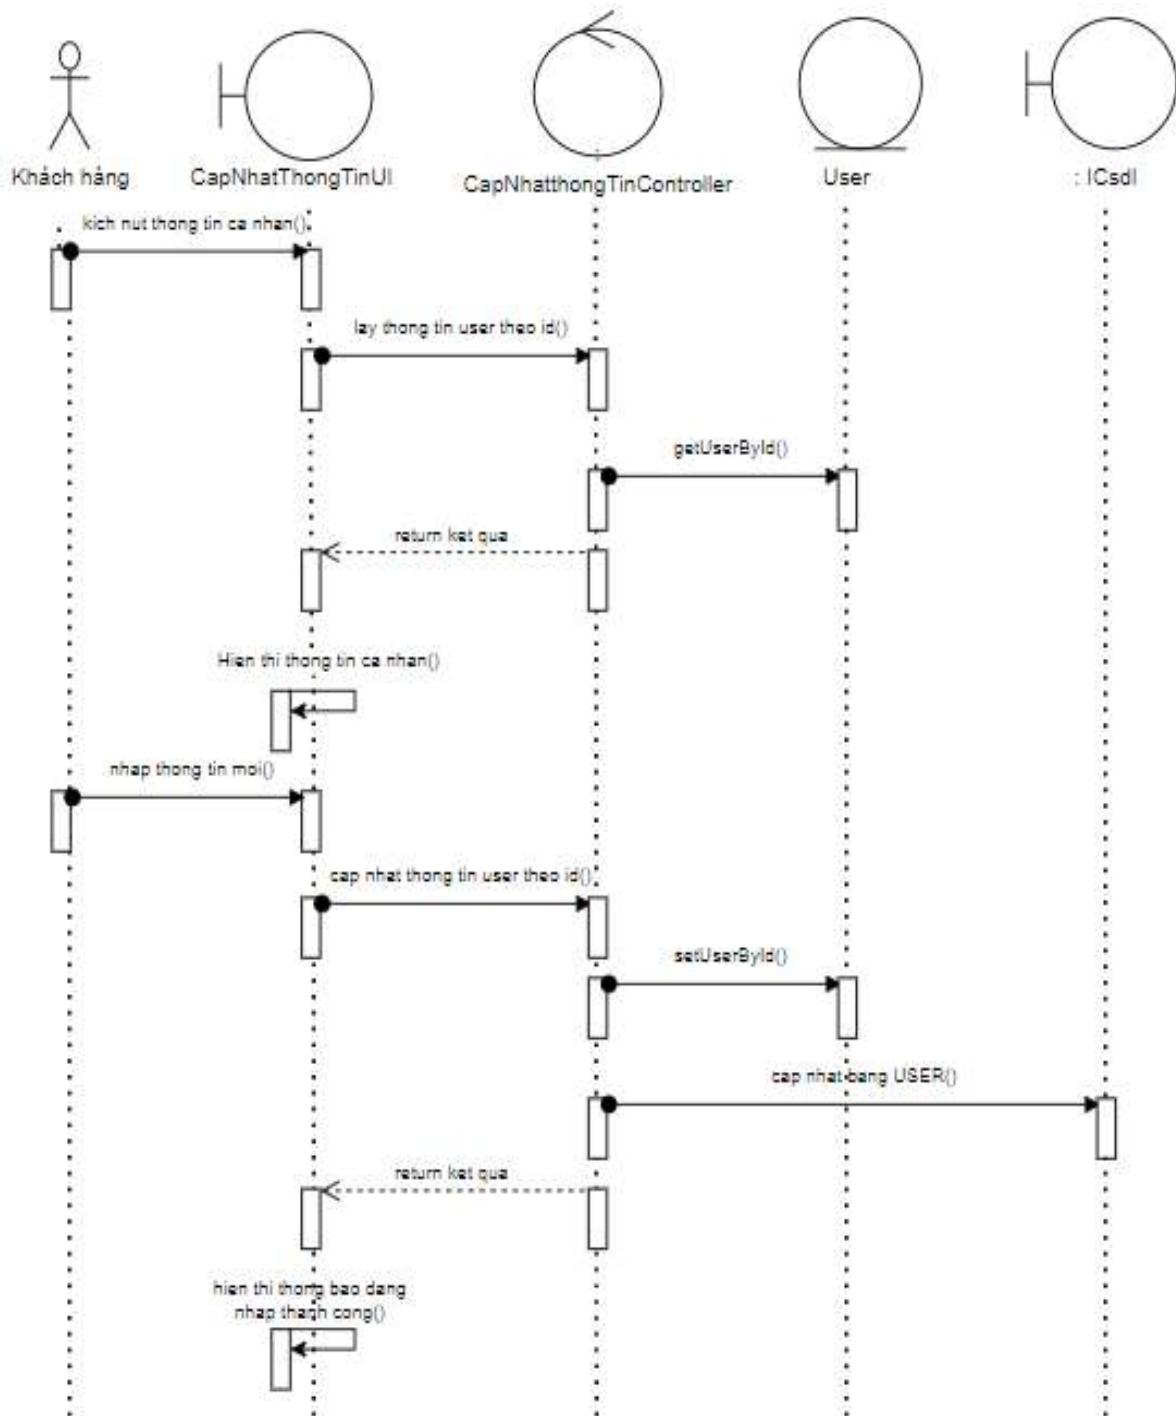 Khách hàng
CapNhatThongTinUI
CapNhatthongTinController
User
: ICsdl
kich nut thong tin ca nhan()
lay thong tin user theo id()
getUserById()
return ket qua
Hien thi thong tin ca nhan()
nhap thong tin moi()
cap nhat thong tin user theo id()
setUserById()
cap nhat bang USER()
return ket qua
hien thi thong bao dang
nhap thanh cong()